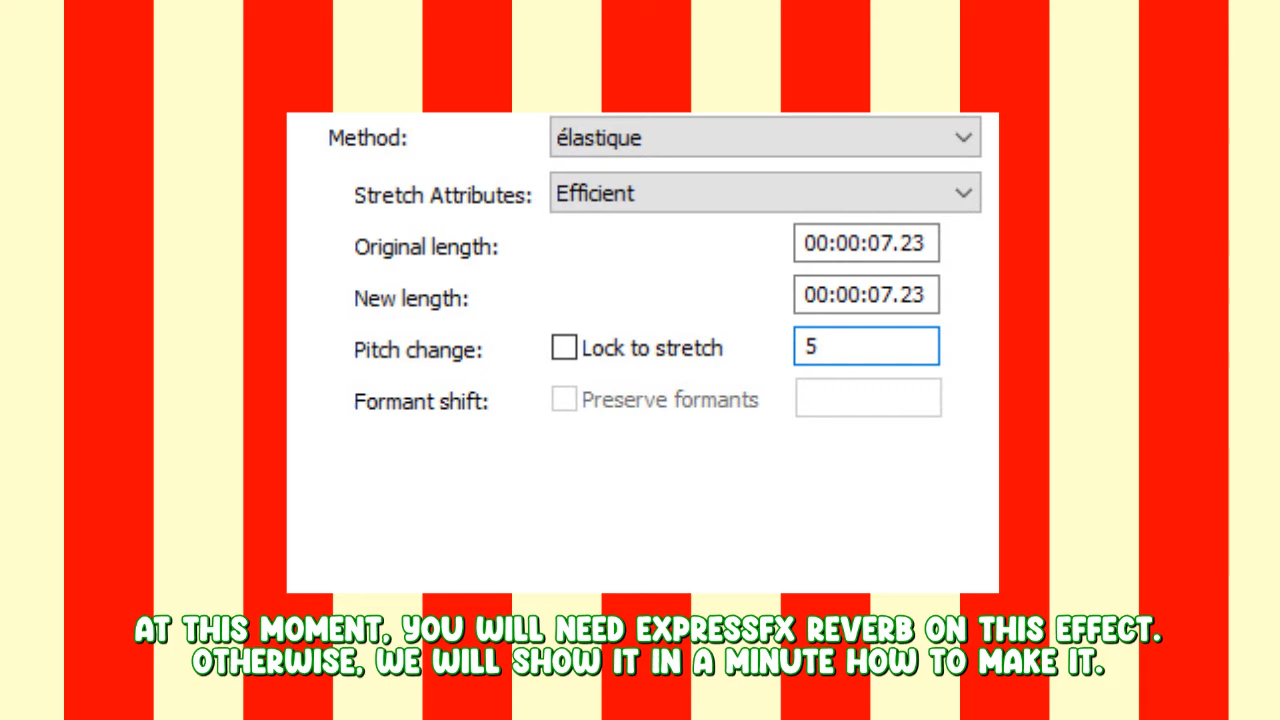 Method: élastique
Stretch Attributes: Efficient
Original length: 00:00:07.23
New length: 00:00:07.23
Pitch change: Lock to stretch 5
Formant shift: Preserve formants
AT THIS MOMENT, YOU WILL NEED EXPRESSFX REVERB ON THIS EFFECT.
OTHERWISE, WE WILL SHOW IT IN A MINUTE HOW TO MAKE IT.